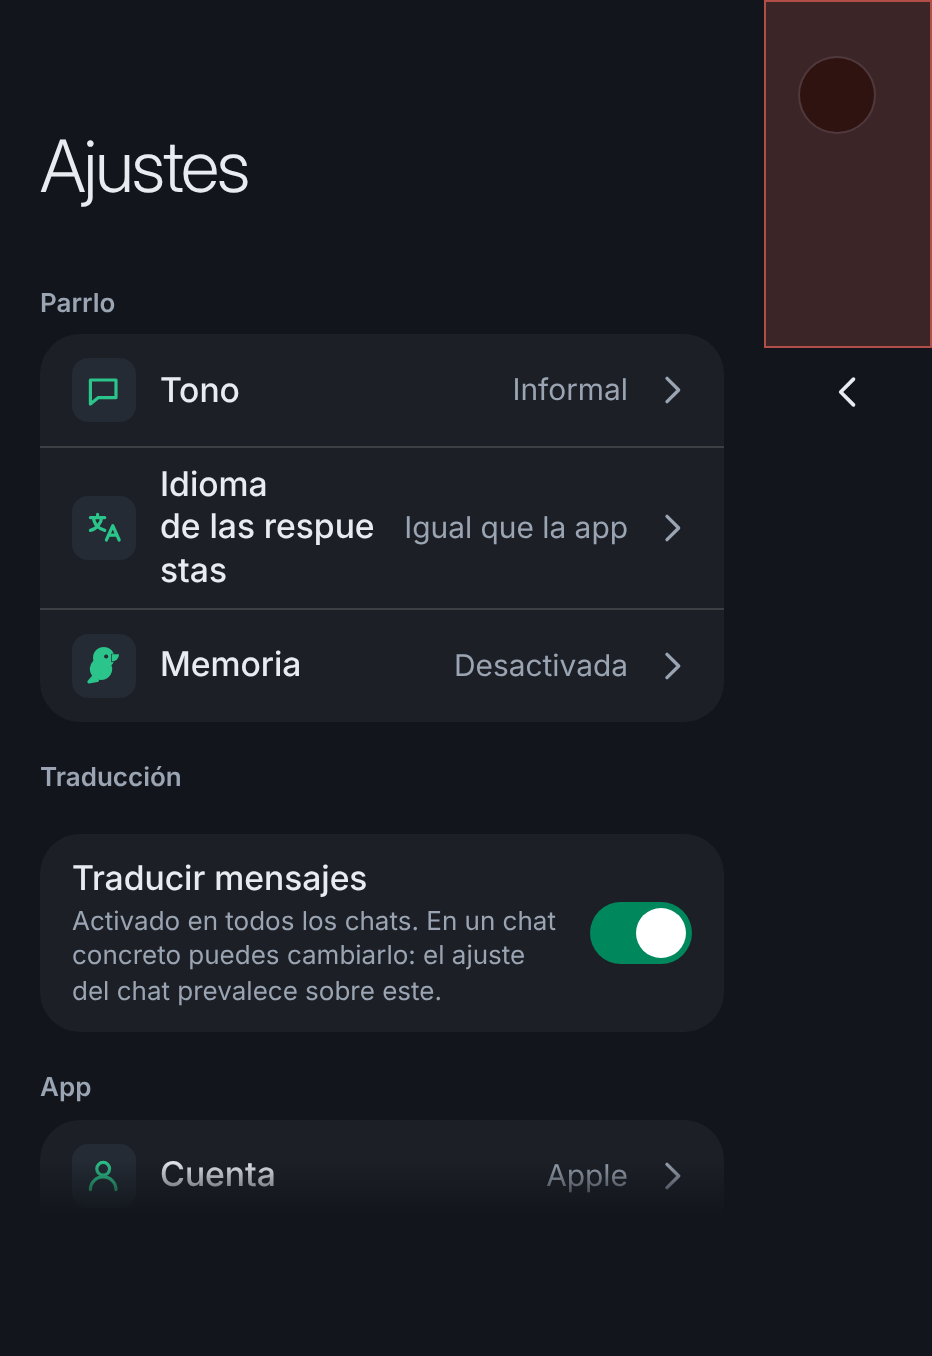 Ajustes
Parrlo
Tono
Informal
Idioma
de las respue
stas
Igual que la app
Memoria
Desactivada
Traducción
Traducir mensajes
Activado en todos los chats. En un chat
concreto puedes cambiarlo: el ajuste
del chat prevalece sobre este.
App
Cuenta
Apple